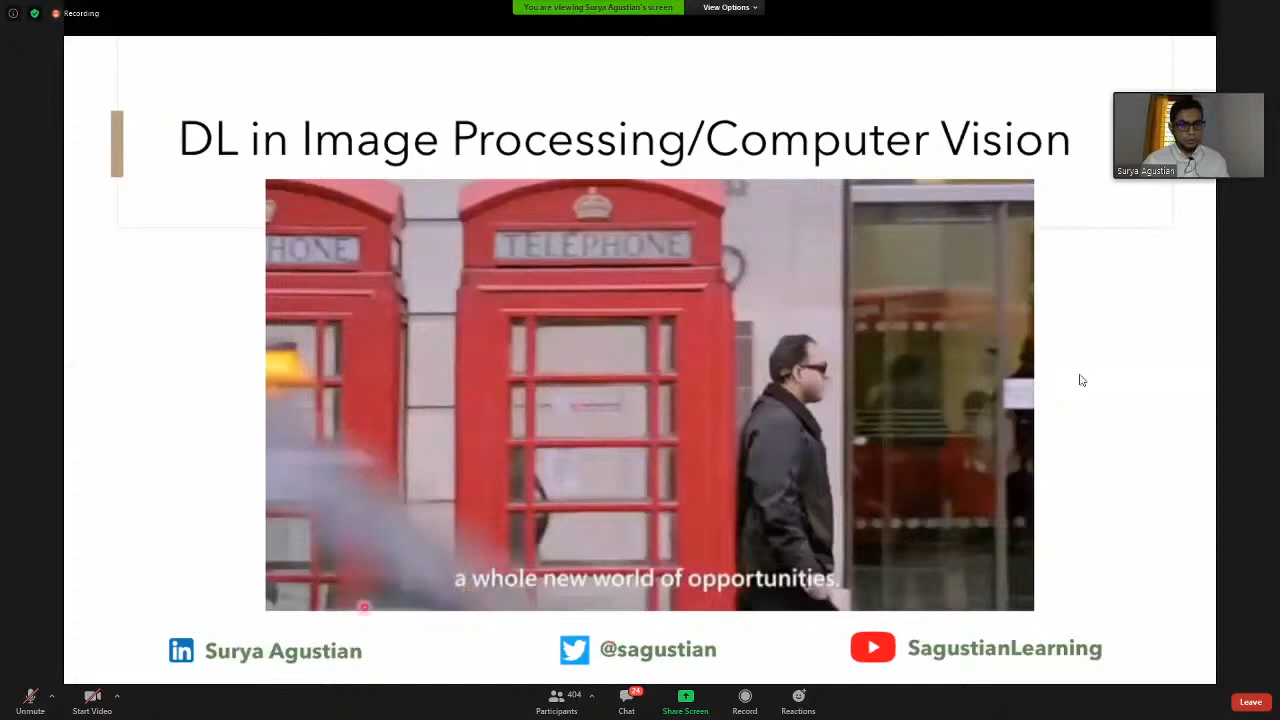 Recording
You are viewing Surya Agustian's screen
View Options
DL in Image Processing/Computer Vision
Surya Agustian
HONE
TELEPHONE
a whole new world of opportunities.
in Surya Agustian
@sagustian
SagustianLearning
Unmute
Start Video
404
Participants
24
Chat
Share Screen
Record
Reactions
Leave